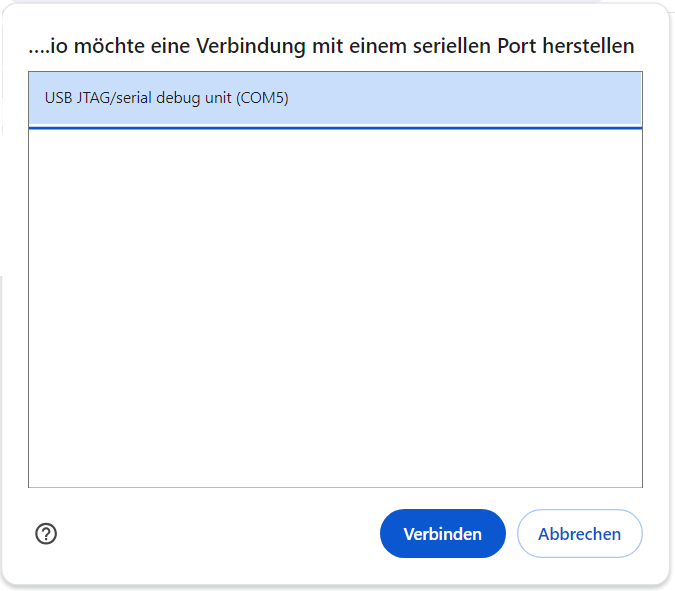 ....io möchte eine Verbindung mit einem seriellen Port herstellen
USB JTAG/serial debug unit (COM5)
Verbinden
Abbrechen